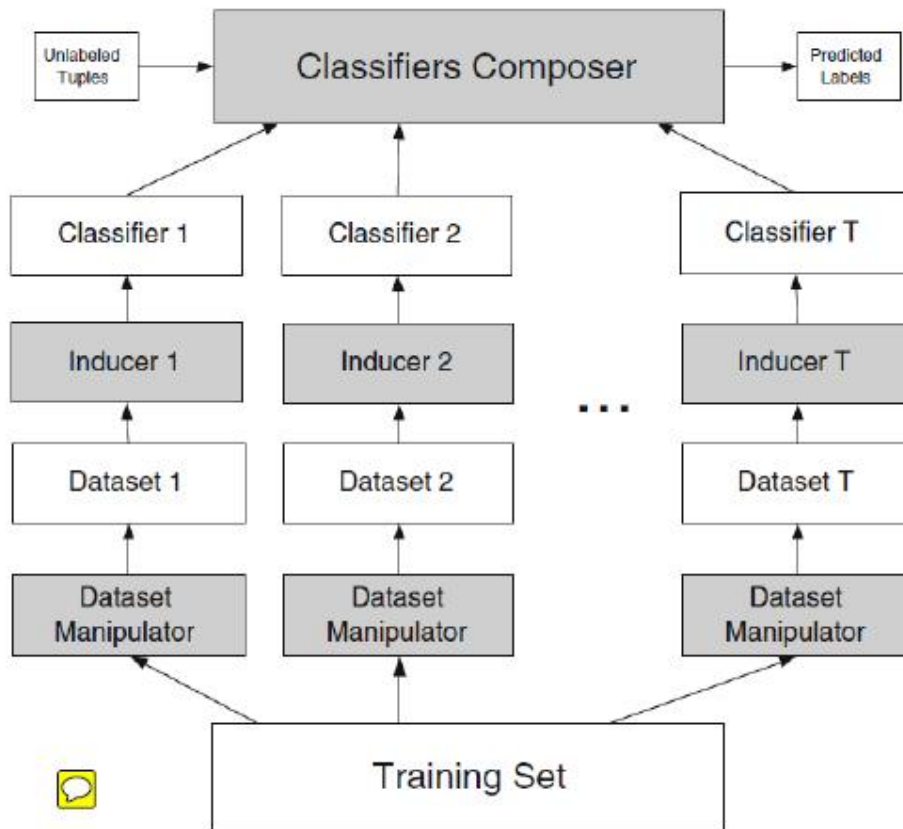 Unlabeled
Tuples
Classifiers Composer
Predicted
Labels
Classifier 1
Classifier 2
Classifier T
Inducer 1
Inducer 2
...
Inducer T
Dataset 1
Dataset 2
Dataset T
Dataset
Manipulator
Dataset
Manipulator
Dataset
Manipulator
Training Set